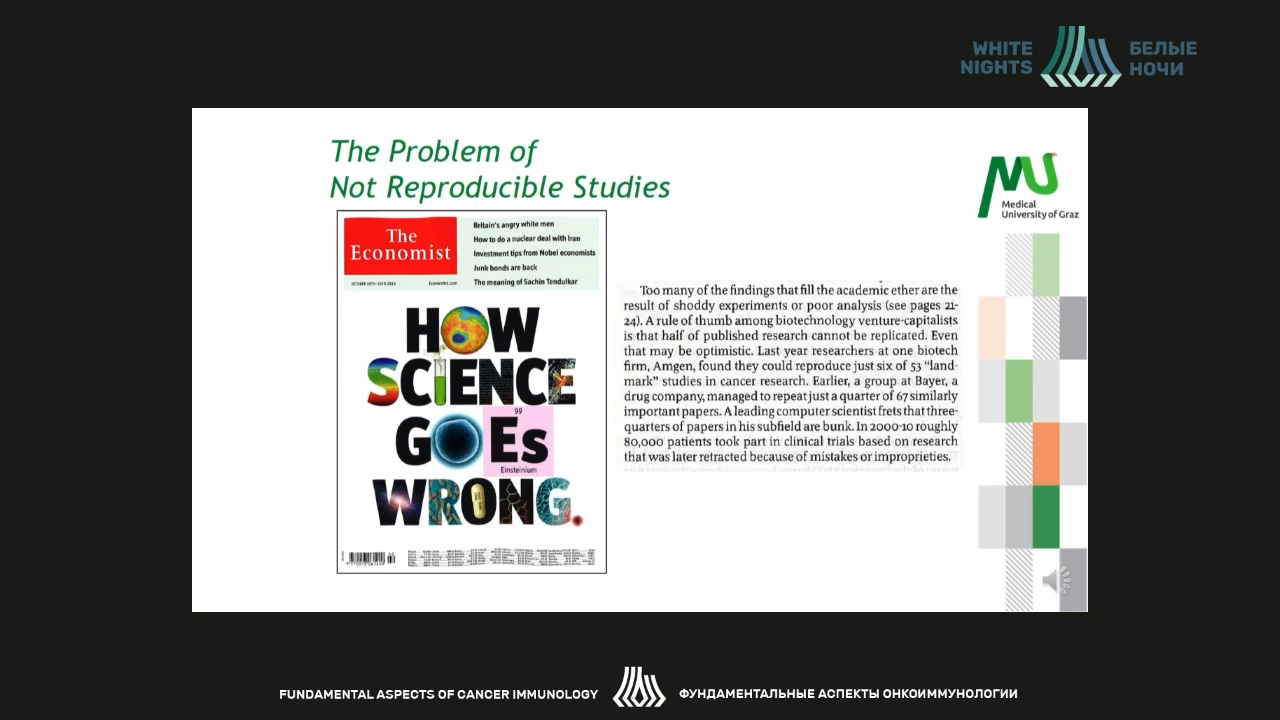 WHITE
NIGHTS
БЕЛЫЕ
НОЧИ
The Problem of
Not Reproducible Studies
Medical
University of Graz
The
Economist
Britain's angry white men
How to do a nuclear deal with Iran
Investment tips from Nobel economists
Junk bonds are back
The meaning of Sachin Tendulkar
Economist.com
HOW
SCIENCE
GOEs
99
Einsteinium
WRONG.
Too many of the findings that fill the academic ether are the
result of shoddy experiments or poor analysis (see pages 21-
24). A rule of thumb among biotechnology venture-capitalists
is that half of published research cannot be replicated. Even
that may be optimistic. Last year researchers at one biotech
firm, Amgen, found they could reproduce just six of 53 “land-
mark” studies in cancer research. Earlier, a group at Bayer, a
drug company, managed to repeat just a quarter of 67 similarly
important papers. A leading computer scientist frets that three-
quarters of papers in his subfield are bunk. In 2000-10 roughly
80,000 patients took part in clinical trials based on research
that was later retracted because of mistakes or improprieties.
FUNDAMENTAL ASPECTS OF CANCER IMMUNOLOGY
ФУНДАМЕНТАЛЬНЫЕ АСПЕКТЫ ОНКОИММУНОЛОГИИ